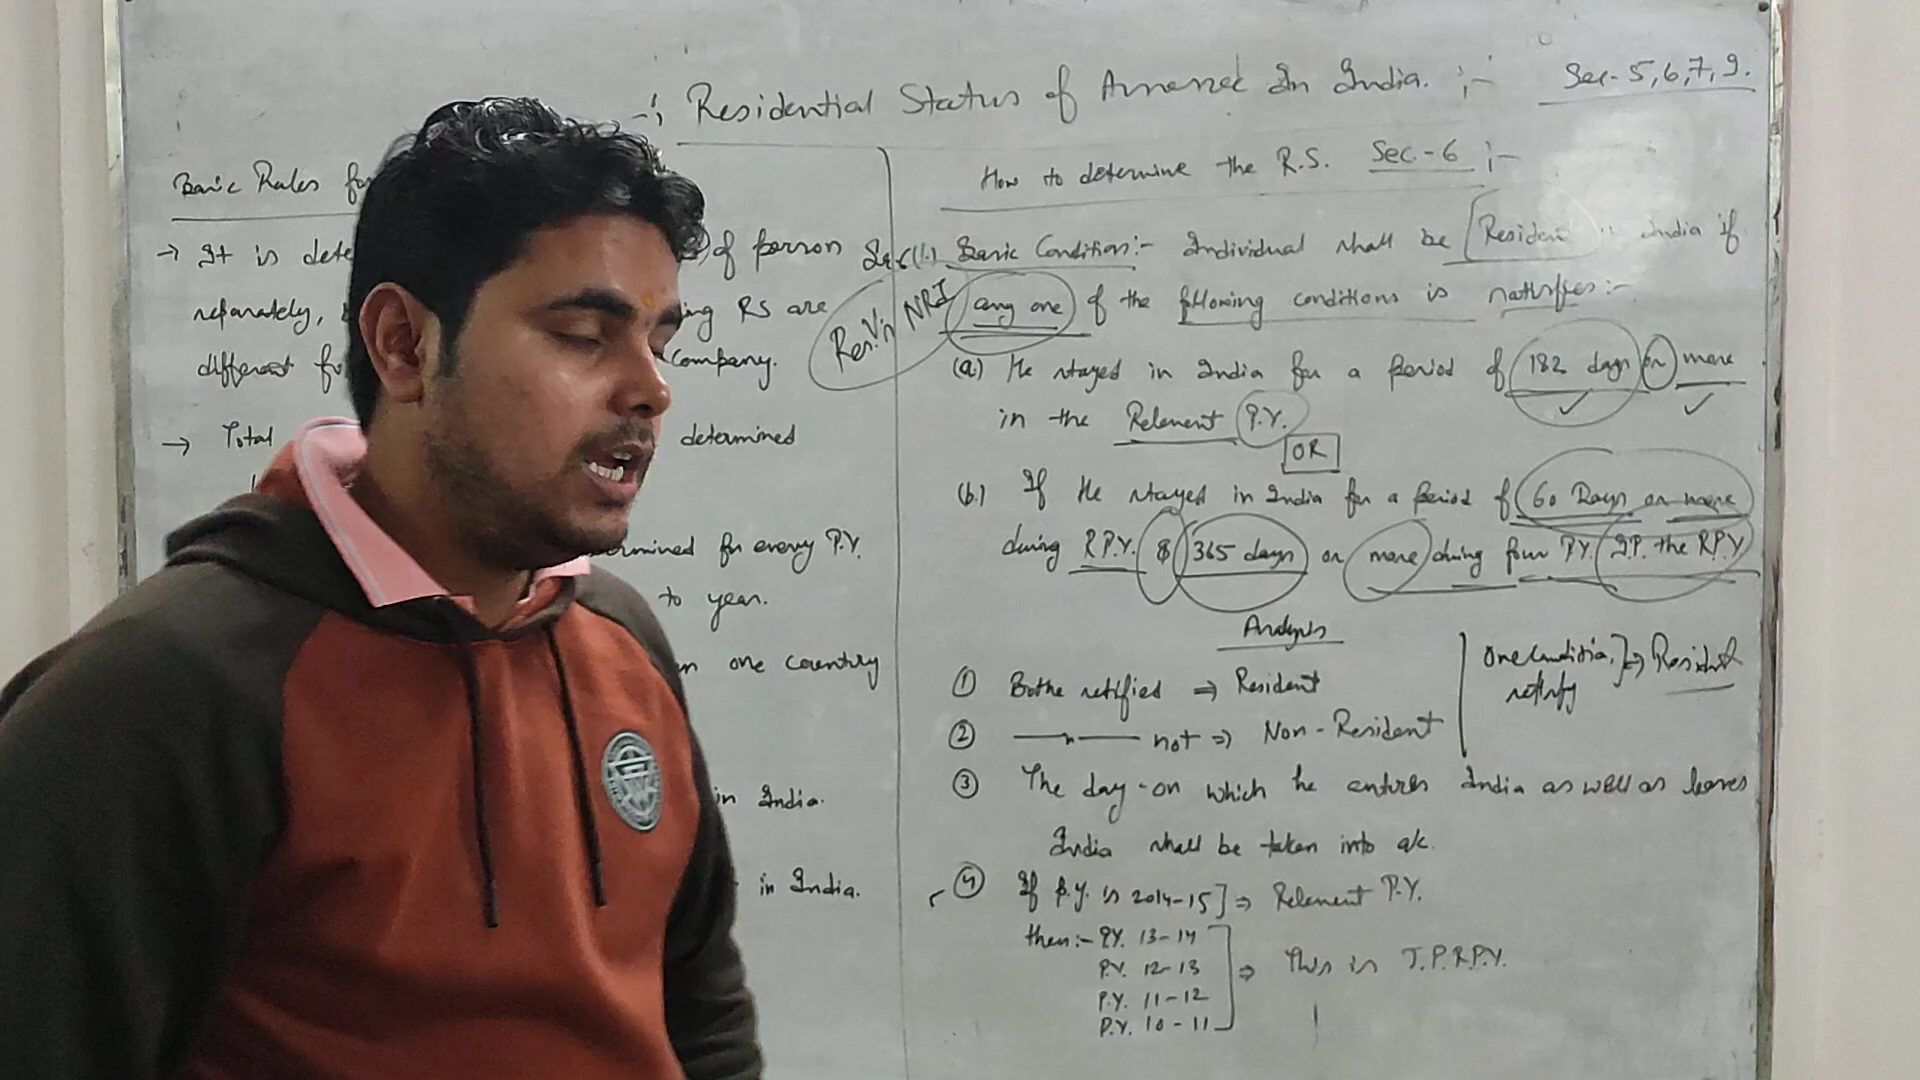 -: Residential Status of Assessee In India. :- Sec-5,6,7,9.
Basic Rules for
→ It is dete of person
separately, ing RS are
different fr Company.
→ Total determined
rmined for every P.Y.
to year.
n one country
in India.
in India.
How to determine the R.S. Sec.-6 :-
Sec 6(1.) Basic Condition:- Individual shall be Resident India if
Res. V/s NRI
any one of the following conditions is satisfies:-
(a.) He stayed in India for a period of 182 days or more
in the Relevent P.Y.
OR
(b.) If He stayed in India for a period of 60 Days or more
during R.P.Y. & 365 days or more during four P.Y. I.P. the R.P.Y
Analysis
① Bothe setified ⇒ Resident
② —"— not ⇒ Non-Resident
One Condition satisfy } ⇒ Resident
③ The day-on which he enteres India as well as leaves
India shall be taken into a/c.
④ If p.y. is 2014-15] ⇒ Relevent P.Y.
then:- P.Y. 13-14
P.Y. 12-13 ⇒ This is I.P.R.P.Y.
P.Y. 11-12
P.Y. 10-11